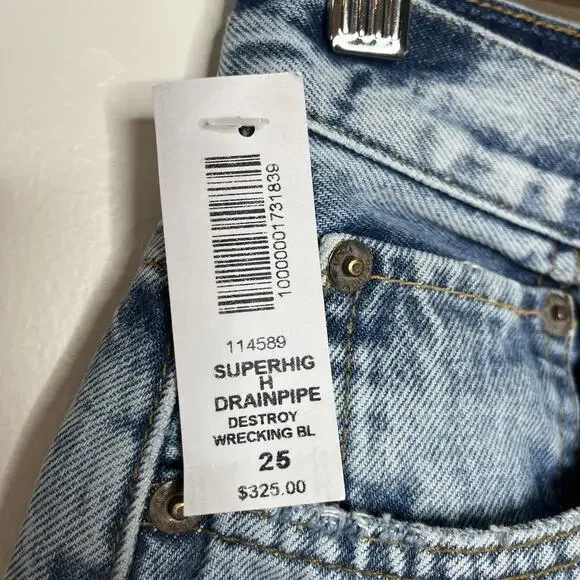 10000001731839
114589
SUPERHIG
H
DRAINPIPE
DESTROY
WRECKING BL
25
$325.00